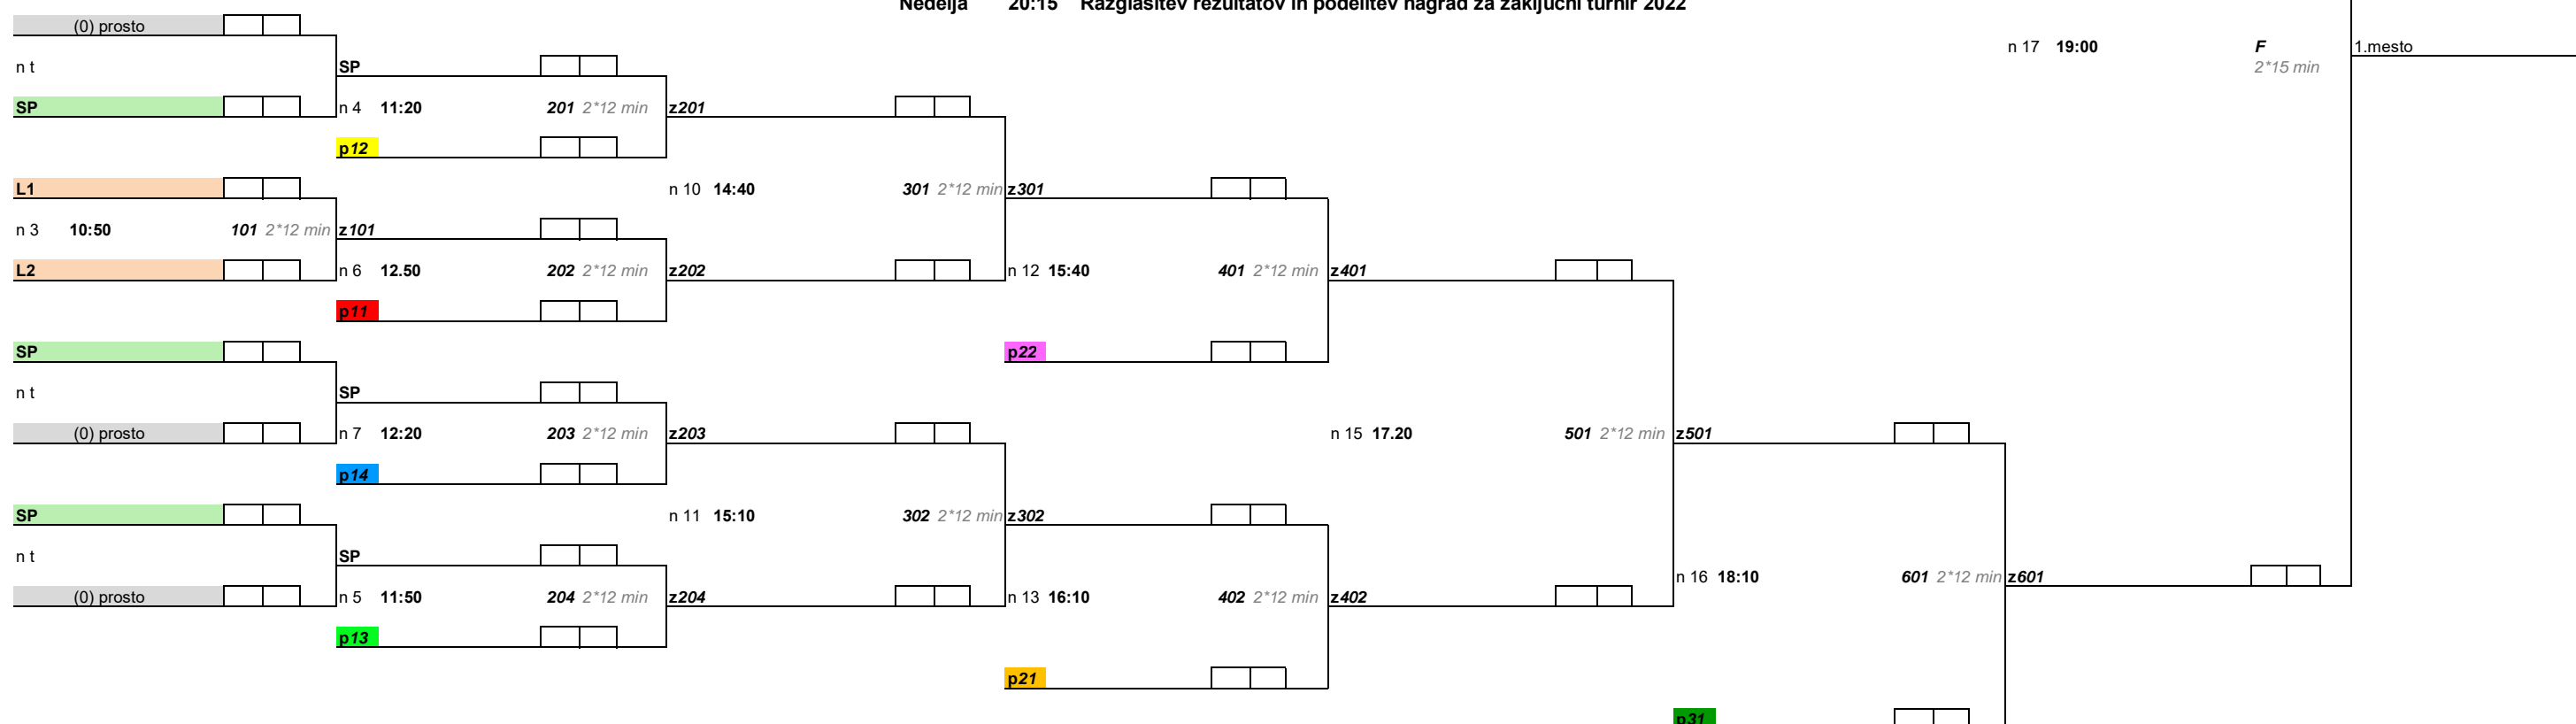 Nedelja 20:15 Razglasitev rezultatov in podelitev nagrad za zaključni turnir 2022
(0) prosto
n 17 19:00 F 1.mesto
n t SP 2*15 min
SP n 4 11:20 201 2*12 min z201
p12
L1 n 10 14:40 301 2*12 min z301
n 3 10:50 101 2*12 min z101
L2 n 6 12.50 202 2*12 min z202 n 12 15:40 401 2*12 min z401
p11
SP p22
n t SP
(0) prosto n 7 12:20 203 2*12 min z203 n 15 17.20 501 2*12 min z501
p14
SP n 11 15:10 302 2*12 min z302
n t SP
n 16 18:10 601 2*12 min z601
(0) prosto n 5 11:50 204 2*12 min z204 n 13 16:10 402 2*12 min z402
p13
p21
p31